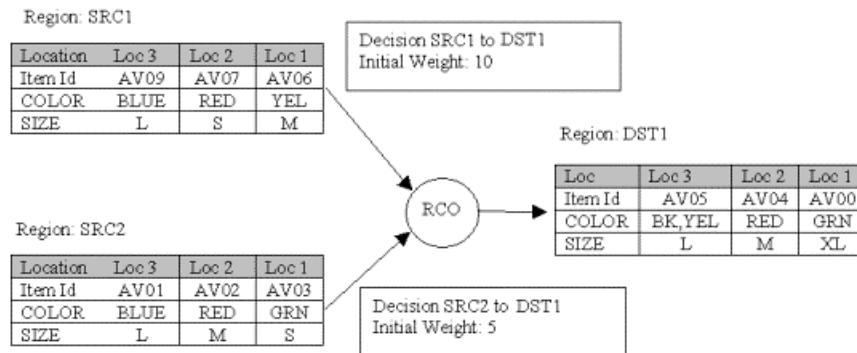 Region: SRC1
Location Loc 3 Loc 2 Loc 1
Item Id AV09 AV07 AV06
COLOR BLUE RED YEL
SIZE L S M
Decision SRC1 to DST1
Initial Weight: 10
Region: DST1
Loc Loc 3 Loc 2 Loc 1
Item Id AV05 AV04 AV00
COLOR BK,YEL RED GRN
SIZE L M XL
RCO
Region: SRC2
Location Loc 3 Loc 2 Loc 1
Item Id AV01 AV02 AV03
COLOR BLUE RED GRN
SIZE L M S
Decision SRC2 to DST1
Initial Weight: 5